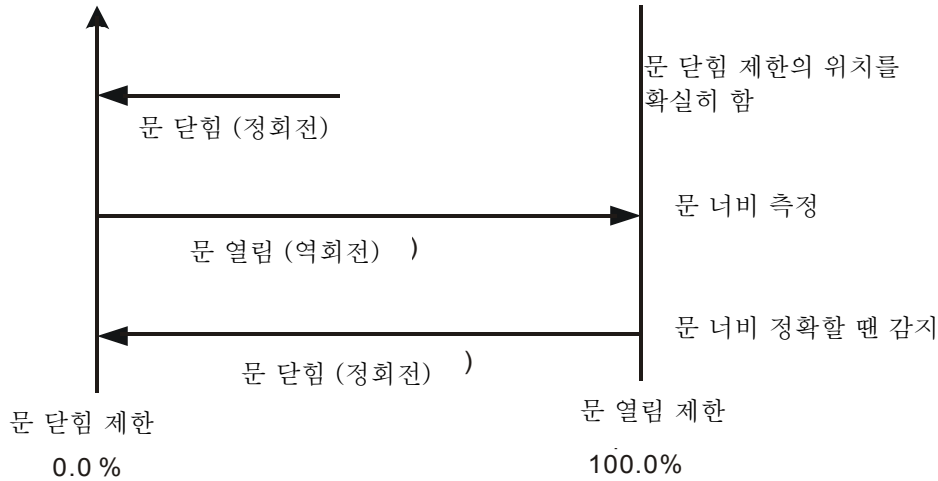 문 닫힘 제한의 위치를
확실히 함
문 닫힘 (정회전)
문 너비 측정
문 열림 (역회전) )
문 너비 정확할 땐 감지
문 닫힘 (정회전) )
문 닫힘 제한
문 열림 제한
0.0 %
100.0%